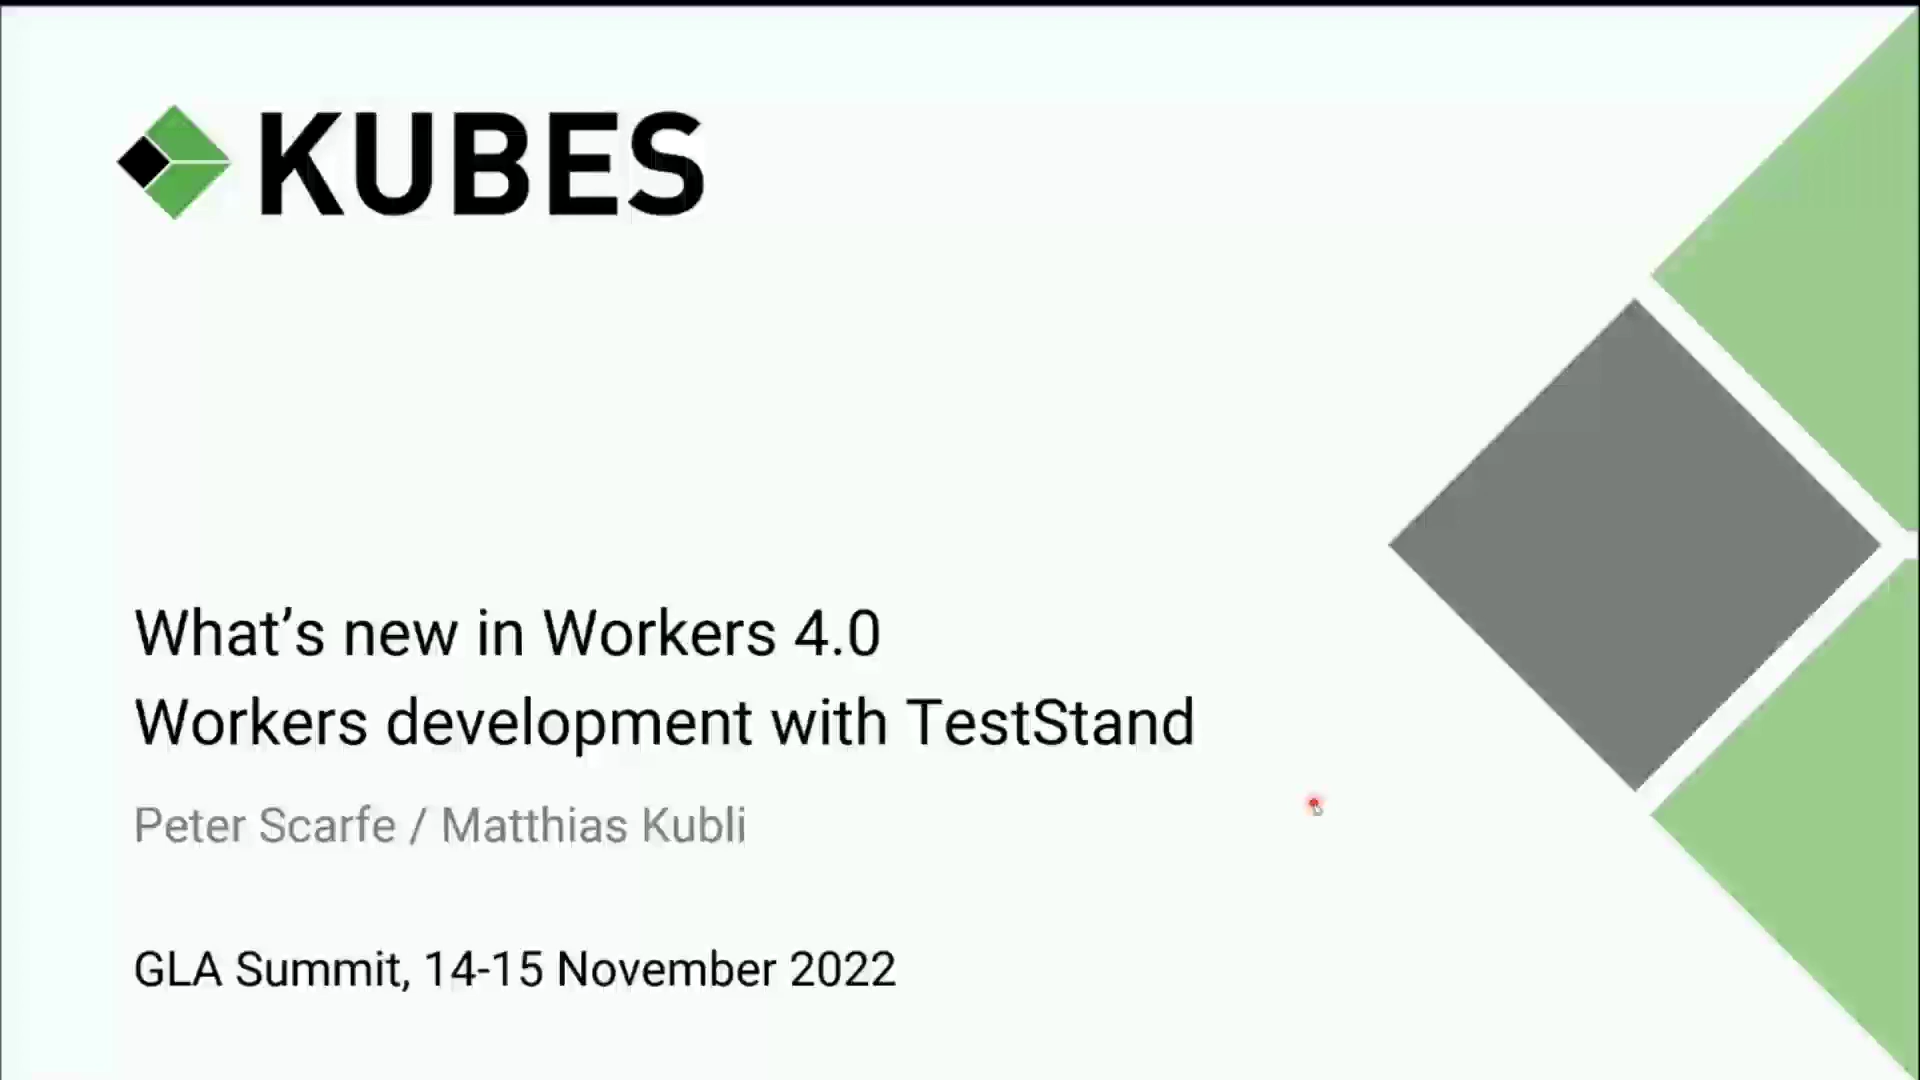 KUBES
What’s new in Workers 4.0
Workers development with TestStand
Peter Scarfe / Matthias Kubli
GLA Summit, 14-15 November 2022